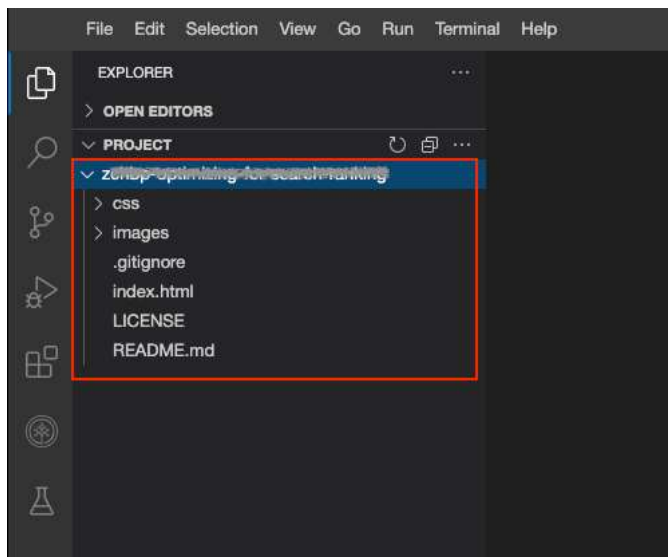 File Edit Selection View Go Run Terminal Help
EXPLORER
OPEN EDITORS
PROJECT
css
images
.gitignore
index.html
LICENSE
README.md